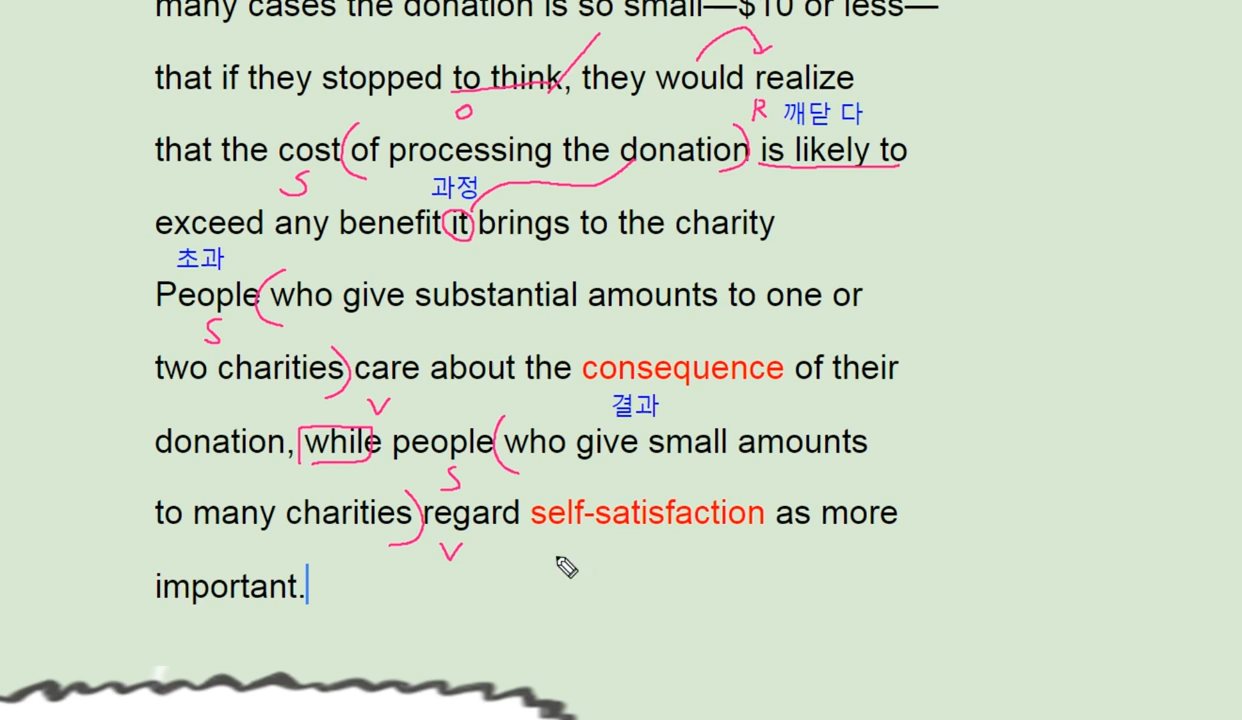 many cases the donation is so small—$10 or less—
that if they stopped to think, they would realize
O R 깨닫 다
that the cost of processing the donation is likely to
S 과정
exceed any benefit it brings to the charity
초과
People who give substantial amounts to one or
S
two charities care about the consequence of their
V 결과
donation, while people who give small amounts
S
to many charities regard self-satisfaction as more
V
important.